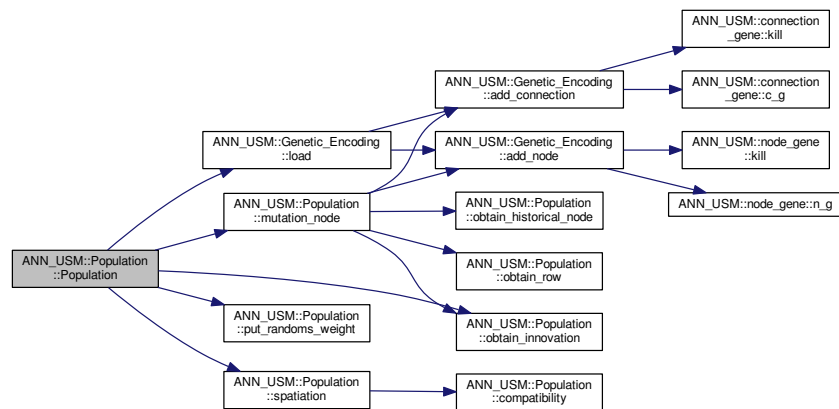 ANN_USM::Population
::Population
ANN_USM::Genetic_Encoding
::load
ANN_USM::Population
::mutation_node
ANN_USM::Population
::put_randoms_weight
ANN_USM::Population
::spatiation
ANN_USM::Genetic_Encoding
::add_connection
ANN_USM::Genetic_Encoding
::add_node
ANN_USM::Population
::obtain_historical_node
ANN_USM::Population
::obtain_row
ANN_USM::Population
::obtain_innovation
ANN_USM::Population
::compatibility
ANN_USM::connection
_gene::kill
ANN_USM::connection
_gene::c_g
ANN_USM::node_gene
::kill
ANN_USM::node_gene::n_g